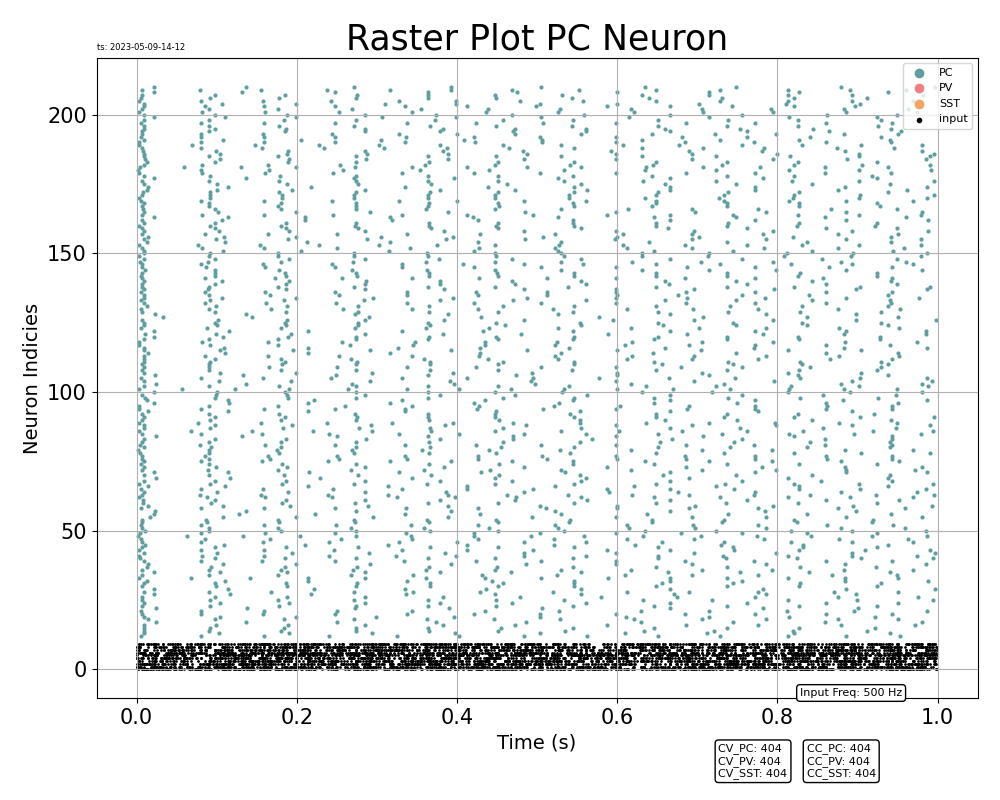 Raster Plot PC Neuron
ts: 2023-05-09-14-12
PC
PV
SST
input
200
150
100
50
0
Neuron Indicies
0.0 0.2 0.4 0.6 0.8 1.0
Time (s)
Input Freq: 500 Hz
CV_PC: 404
CV_PV: 404
CV_SST: 404
CC_PC: 404
CC_PV: 404
CC_SST: 404